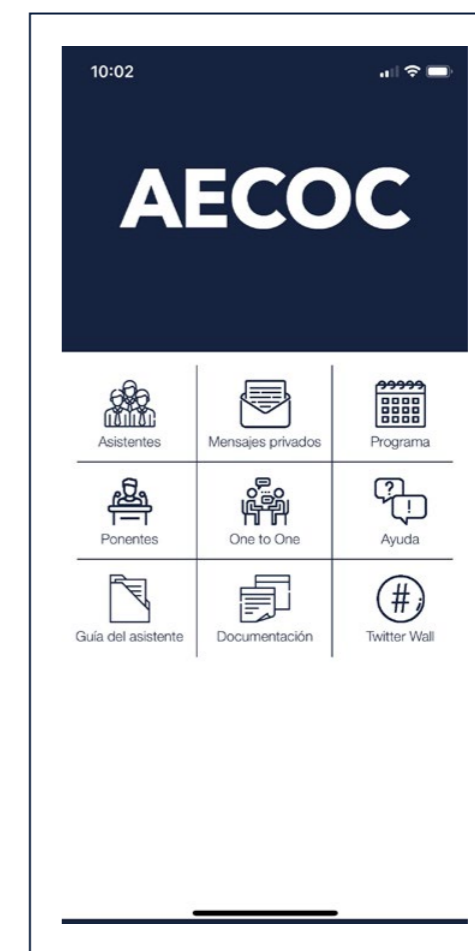 10:02
AECOC
Asistentes
Mensajes privados
Programa
Ponentes
One to One
Ayuda
Guía del asistente
Documentación
Twitter Wall